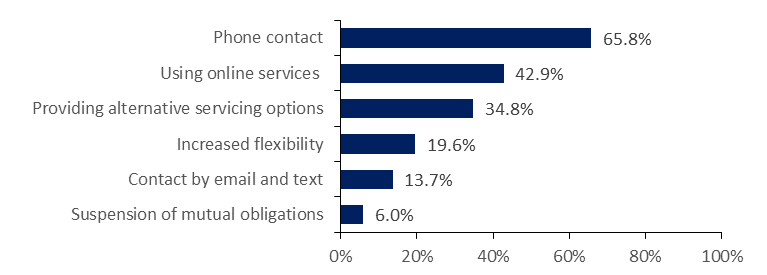 Phone contact 65.8%
Using online services 42.9%
Providing alternative servicing options 34.8%
Increased flexibility 19.6%
Contact by email and text 13.7%
Suspension of mutual obligations 6.0%
0% 20% 40% 60% 80% 100%